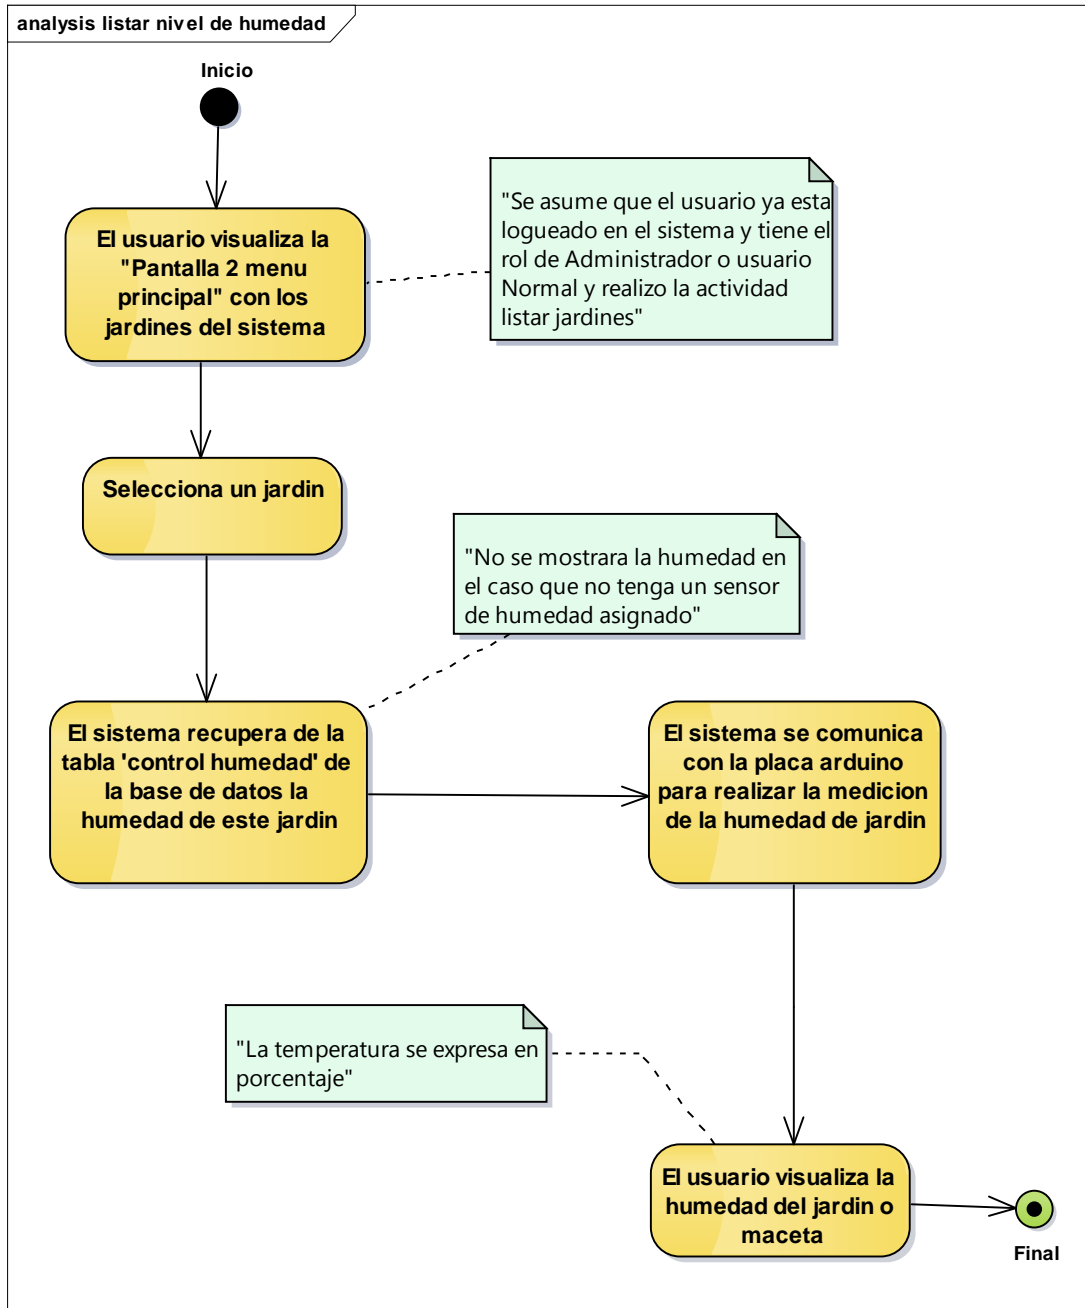 analysis listar nivel de humedad
Inicio
"Se asume que el usuario ya esta
logueado en el sistema y tiene el
rol de Administrador o usuario
Normal y realizo la actividad
listar jardines"
El usuario visualiza la
"Pantalla 2 menu
principal" con los
jardines del sistema
Selecciona un jardin
"No se mostrara la humedad en
el caso que no tenga un sensor
de humedad asignado"
El sistema recupera de la
tabla 'control humedad' de
la base de datos la
humedad de este jardin
El sistema se comunica
con la placa arduino
para realizar la medicion
de la humedad de jardin
"La temperatura se expresa en
porcentaje"
El usuario visualiza la
humedad del jardin o
maceta
Final